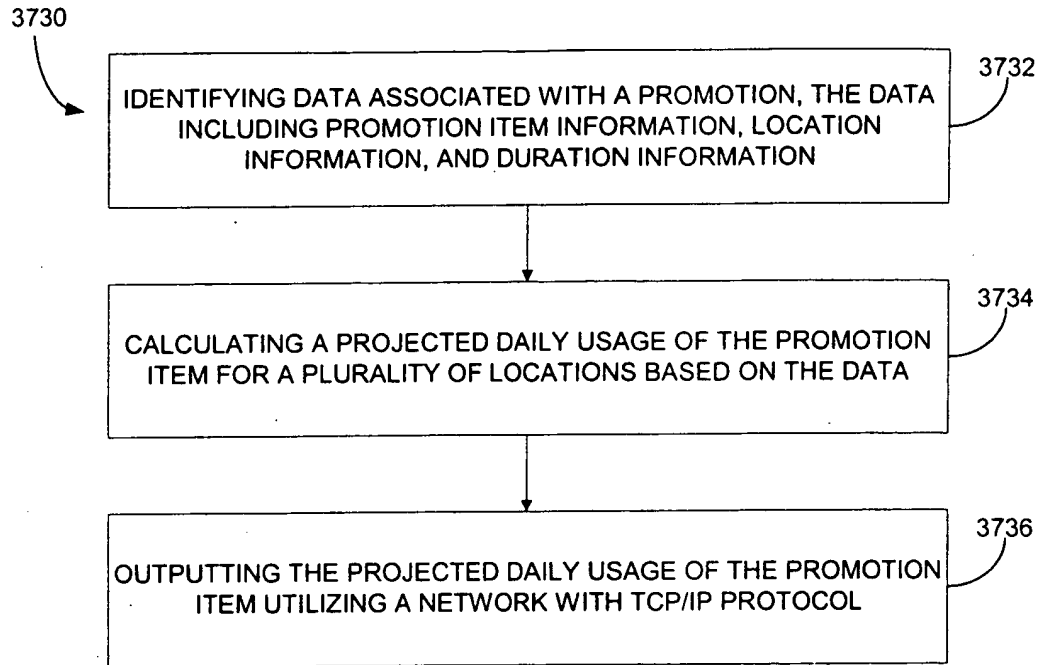 3730
3732
IDENTIFYING DATA ASSOCIATED WITH A PROMOTION, THE DATA
INCLUDING PROMOTION ITEM INFORMATION, LOCATION
INFORMATION, AND DURATION INFORMATION
3734
CALCULATING A PROJECTED DAILY USAGE OF THE PROMOTION
ITEM FOR A PLURALITY OF LOCATIONS BASED ON THE DATA
3736
OUTPUTTING THE PROJECTED DAILY USAGE OF THE PROMOTION
ITEM UTILIZING A NETWORK WITH TCP/IP PROTOCOL